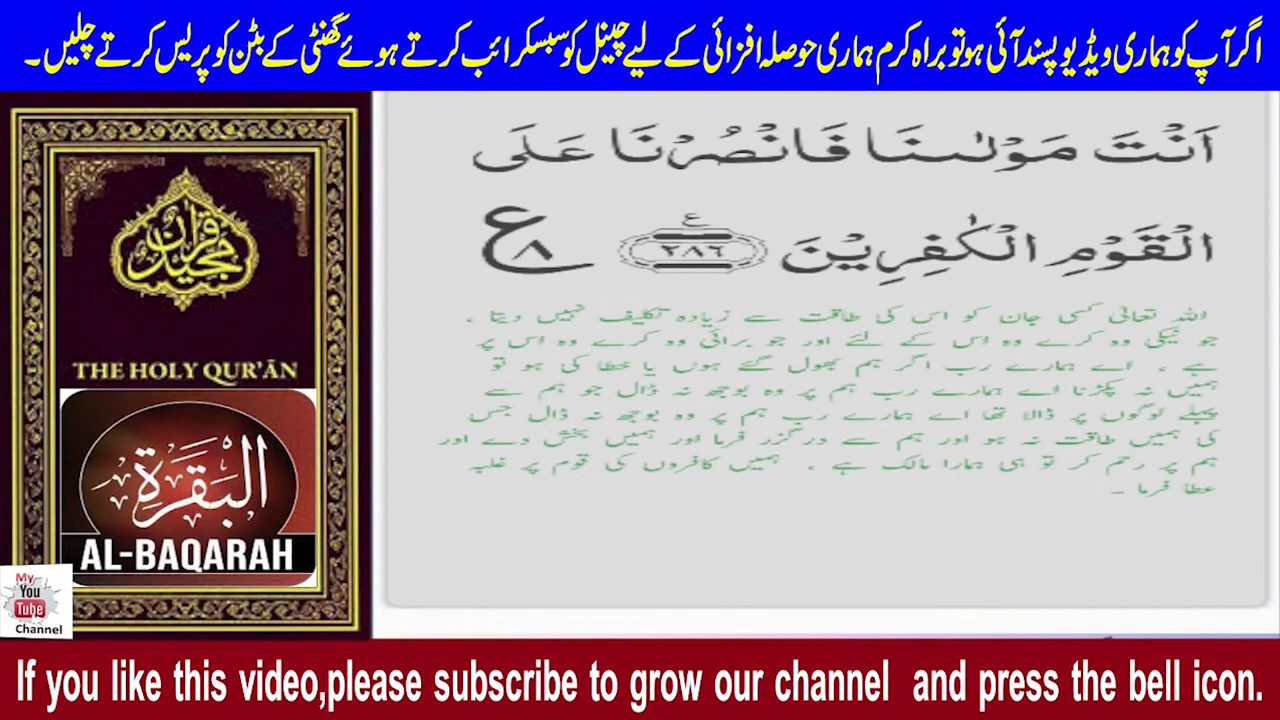 اگر آپ کو ہماری ویڈیو پسند آئی ہو تو براہ کرم ہماری حوصلہ افزائی کے لیے چینل کو سبسکرائب کرتے ہوئے گھنٹی کے بٹن کو پریس کرتے چلیں۔
قرآن مجید
THE HOLY QUR'ĀN
البقرة
AL-BAQARAH
My
You
Tube
Channel
اَنْتَ مَوْلٰىنَا فَانْصُرْنَا عَلَى
الْقَوْمِ الْكٰفِرِيْنَ ٢٨٦ ع ٨
اللہ تعالیٰ کسی جان کو اس کی طاقت سے زیادہ تکلیف نہیں دیتا ،
جو نیکی وہ کرے وہ اس کے لئے اور جو برائی وہ کرے وہ اس پر
ہے ، اے ہمارے رب اگر ہم بھول گئے ہوں یا خطا کی ہو تو
ہمیں نہ پکڑنا اے ہمارے رب ہم پر وہ بوجھ نہ ڈال جو ہم سے
پہلے لوگوں پر ڈالا تھا اے ہمارے رب ہم پر وہ بوجھ نہ ڈال جس
کی ہمیں طاقت نہ ہو اور ہم سے درگزر فرما اور ہمیں بخش دے اور
ہم پر رحم کر تو ہی ہمارا مالک ہے ، ہمیں کافروں کی قوم پر غلبہ
عطا فرما ۔
If you like this video,please subscribe to grow our channel and press the bell icon.